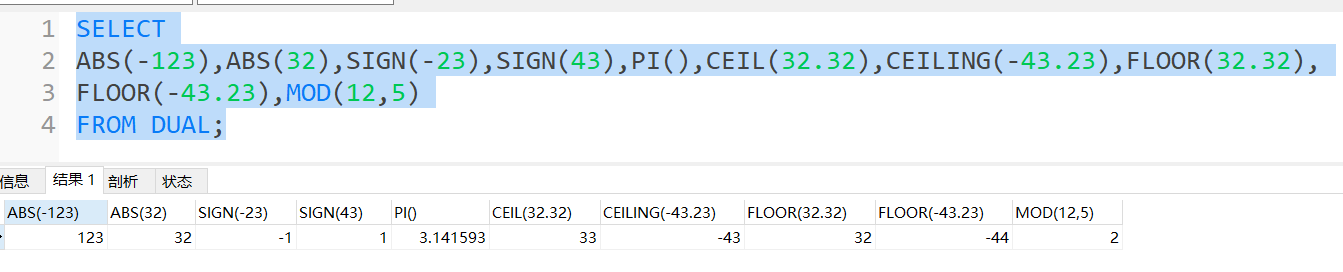 1 SELECT
2 ABS(-123),ABS(32),SIGN(-23),SIGN(43),PI(),CEIL(32.32),CEILING(-43.23),FLOOR(32.32),
3 FLOOR(-43.23),MOD(12,5)
4 FROM DUAL;
信息 结果 1 剖析 状态
ABS(-123) ABS(32) SIGN(-23) SIGN(43) PI() CEIL(32.32) CEILING(-43.23) FLOOR(32.32) FLOOR(-43.23) MOD(12,5)
123 32 -1 1 3.141593 33 -43 32 -44 2